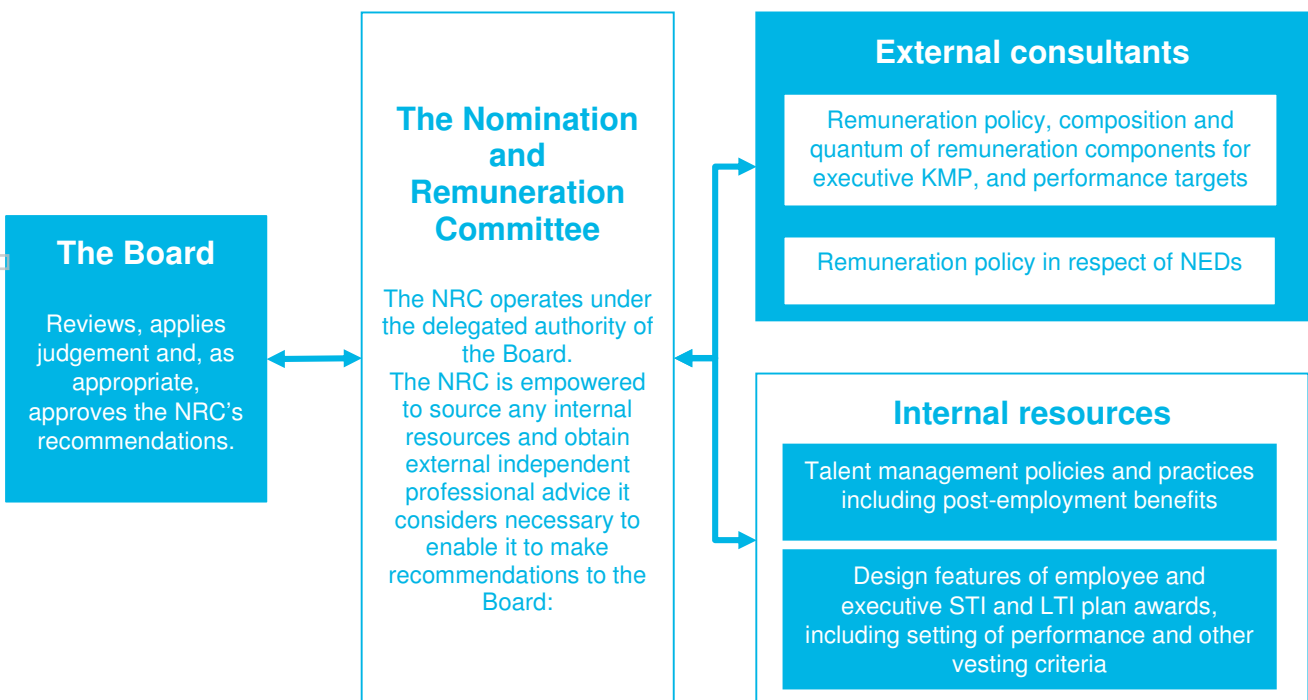 The Board
Reviews, applies
judgement and, as
appropriate,
approves the NRC's
recommendations.
The Nomination
and
Remuneration
Committee
The NRC operates under
the delegated authority of
the Board.
The NRC is empowered
to source any internal
resources and obtain
external independent
professional advice it
considers necessary to
enable it to make
recommendations to the
Board:
External consultants
Remuneration policy, composition and
quantum of remuneration components for
executive KMP, and performance targets
Remuneration policy in respect of NEDs
Internal resources
Talent management policies and practices
including post-employment benefits
Design features of employee and
executive STI and LTI plan awards,
including setting of performance and other
vesting criteria